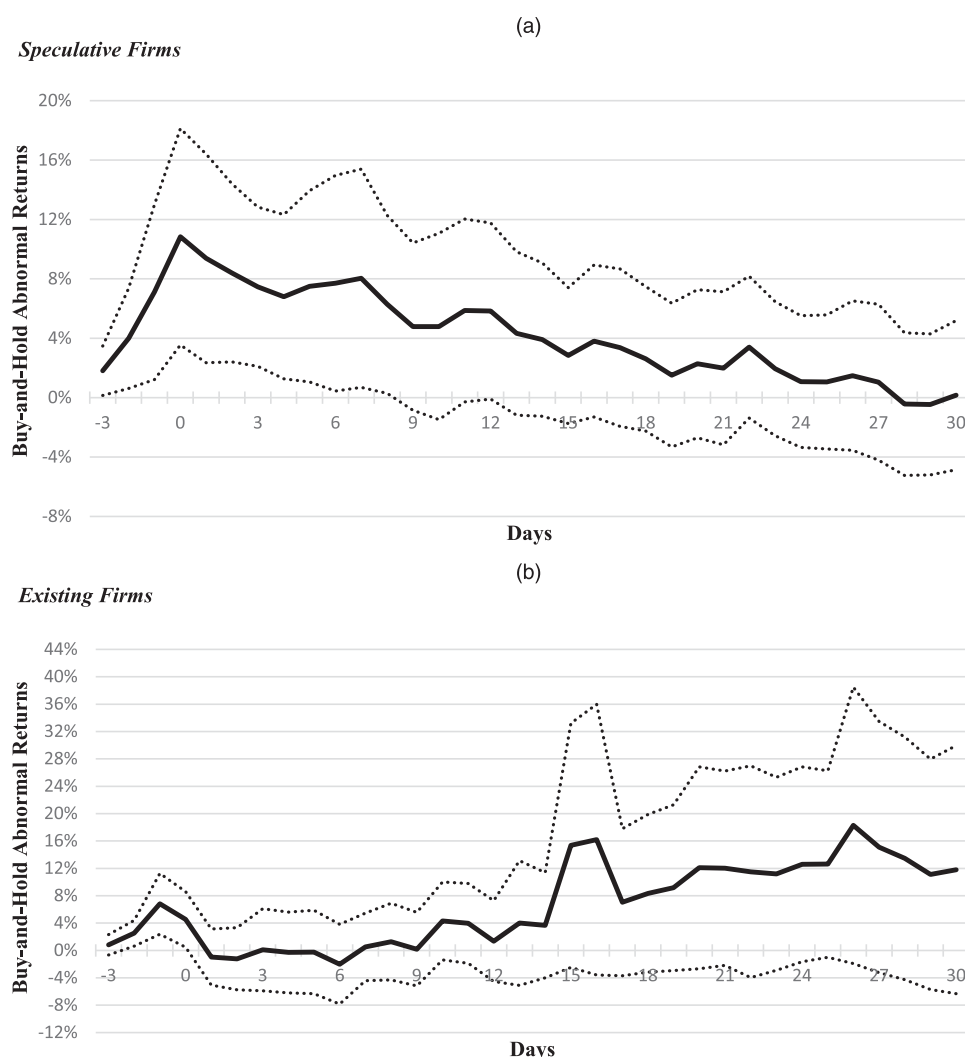 (a)
Speculative Firms
Buy-and-Hold Abnormal Returns
20%
16%
12%
8%
4%
0%
-4%
-8%
-3 0 3 6 9 12 15 18 21 24 27 30
Days
(b)
Existing Firms
Buy-and-Hold Abnormal Returns
44%
40%
36%
32%
28%
24%
20%
16%
12%
8%
4%
0%
-4%
-8%
-12%
-3 0 3 6 9 12 15 18 21 24 27 30
Days